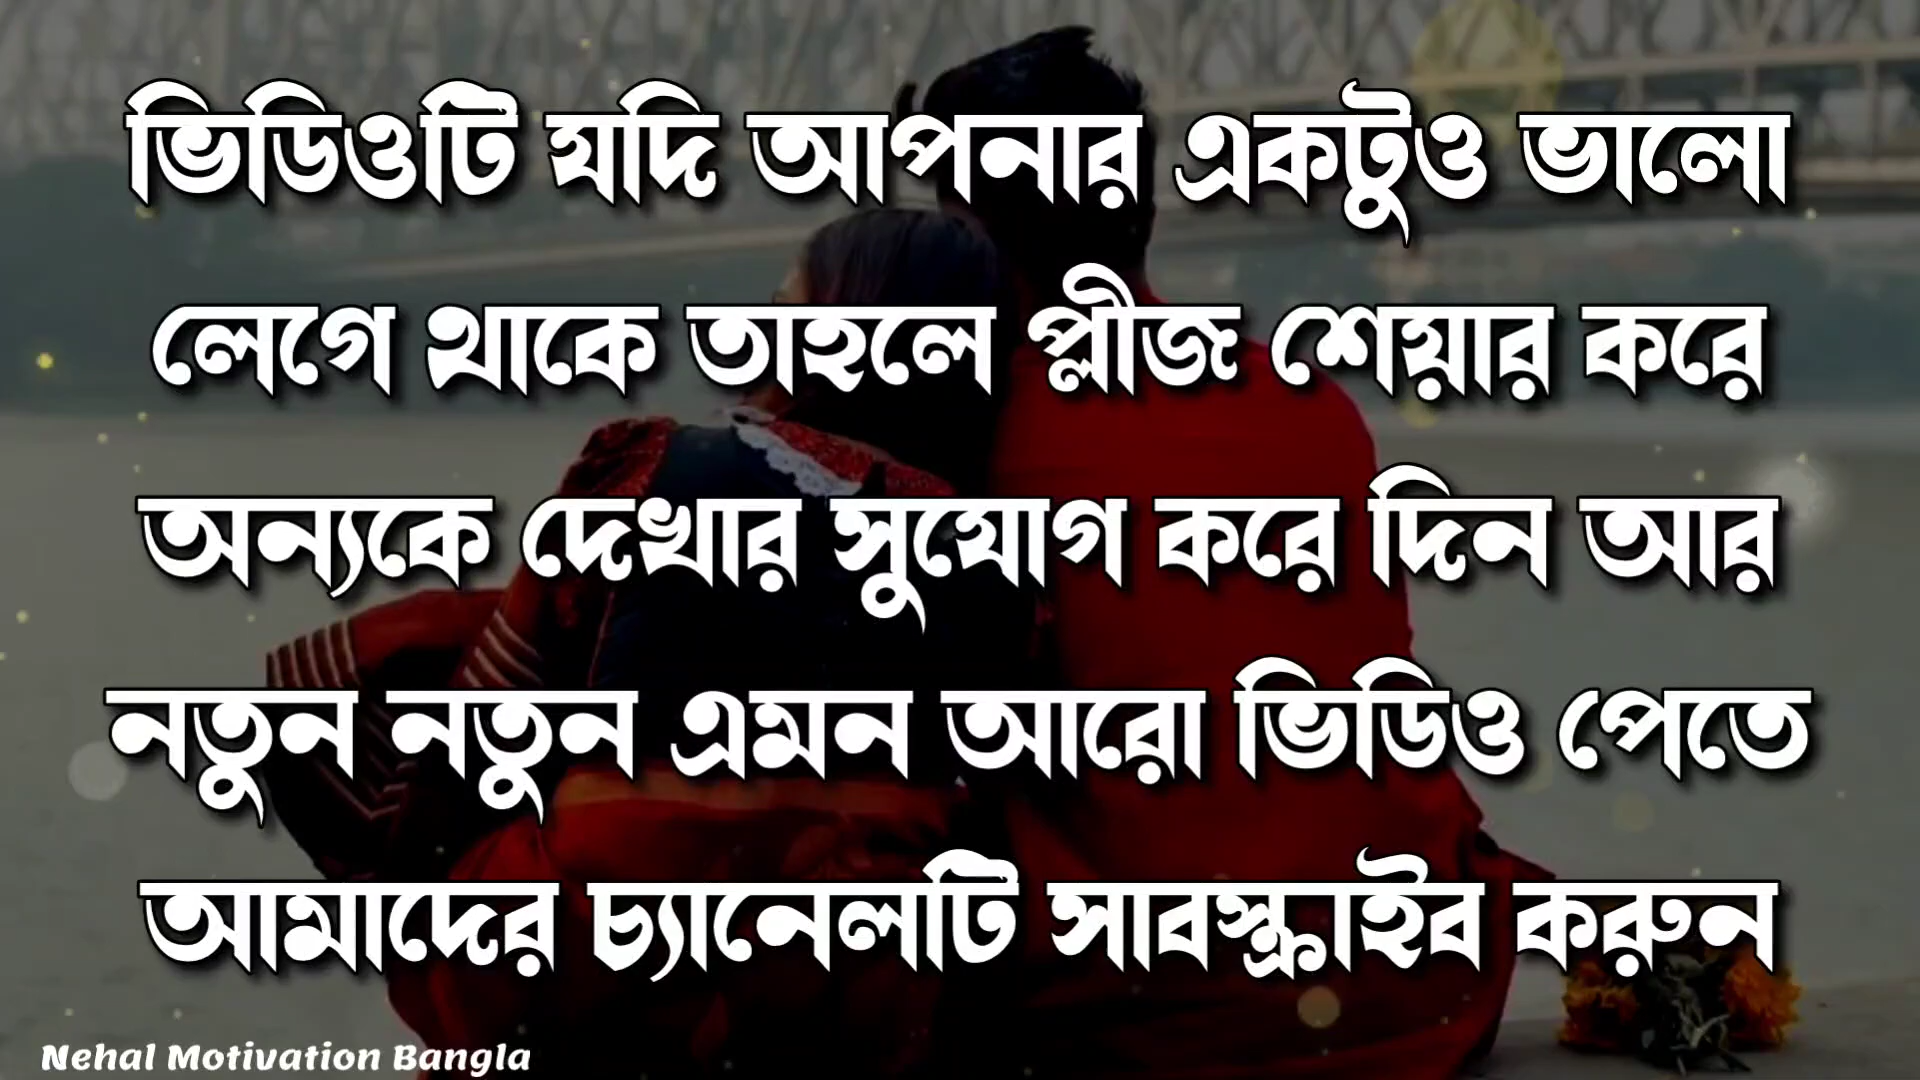 ভিডিওটি যদি আপনার একটুও ভালো
লেগে থাকে তাহলে প্লীজ শেয়ার করে
অন্যকে দেখার সুযোগ করে দিন আর
নতুন নতুন এমন আরো ভিডিও পেতে
আমাদের চ্যানেলটি সাবস্ক্রাইব করুন
Nehal Motivation Bangla